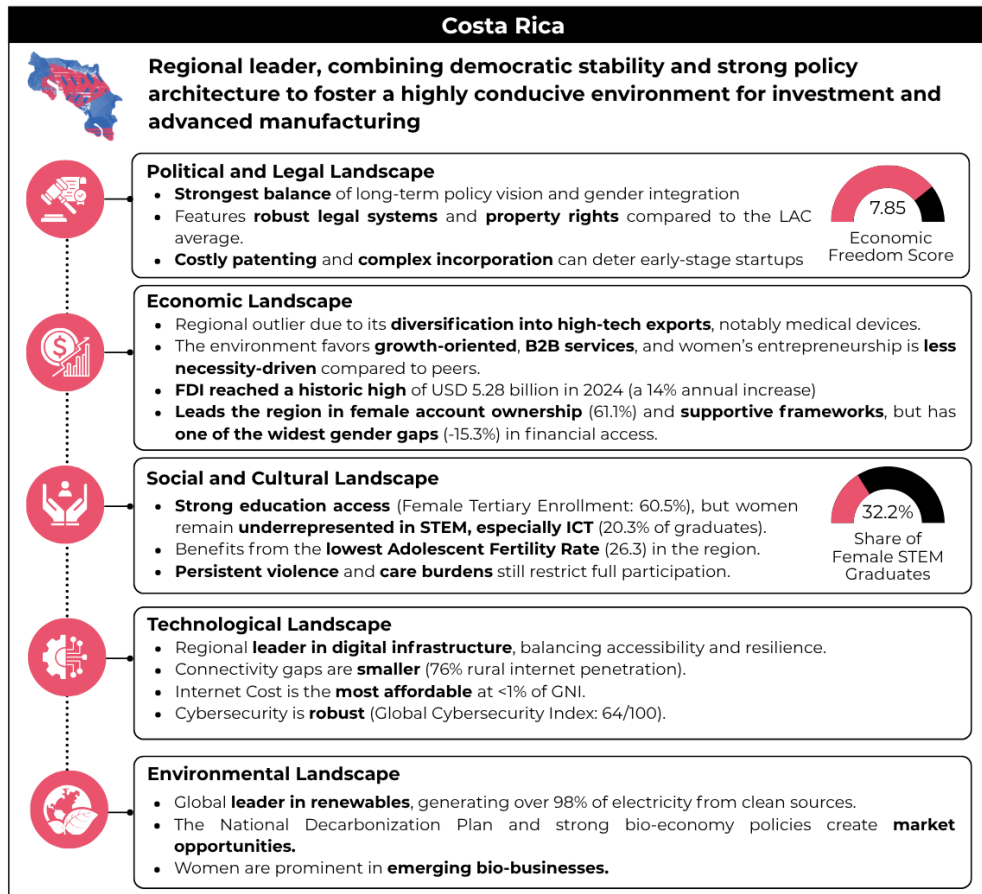 Costa Rica
Regional leader, combining democratic stability and strong policy
architecture to foster a highly conducive environment for investment and
advanced manufacturing
Political and Legal Landscape
• Strongest balance of long-term policy vision and gender integration
• Features robust legal systems and property rights compared to the LAC
average.
• Costly patenting and complex incorporation can deter early-stage startups
7.85
Economic
Freedom Score
Economic Landscape
• Regional outlier due to its diversification into high-tech exports, notably medical devices.
• The environment favors growth-oriented, B2B services, and women's entrepreneurship is less
necessity-driven compared to peers.
• FDI reached a historic high of USD 5.28 billion in 2024 (a 14% annual increase)
• Leads the region in female account ownership (61.1%) and supportive frameworks, but has
one of the widest gender gaps (-15.3%) in financial access.
Social and Cultural Landscape
• Strong education access (Female Tertiary Enrollment: 60.5%), but women
remain underrepresented in STEM, especially ICT (20.3% of graduates).
• Benefits from the lowest Adolescent Fertility Rate (26.3) in the region.
• Persistent violence and care burdens still restrict full participation.
32.2%
Share of
Female STEM
Graduates
Technological Landscape
• Regional leader in digital infrastructure, balancing accessibility and resilience.
• Connectivity gaps are smaller (76% rural internet penetration).
• Internet Cost is the most affordable at <1% of GNI.
• Cybersecurity is robust (Global Cybersecurity Index: 64/100).
Environmental Landscape
• Global leader in renewables, generating over 98% of electricity from clean sources.
• The National Decarbonization Plan and strong bio-economy policies create market
opportunities.
• Women are prominent in emerging bio-businesses.